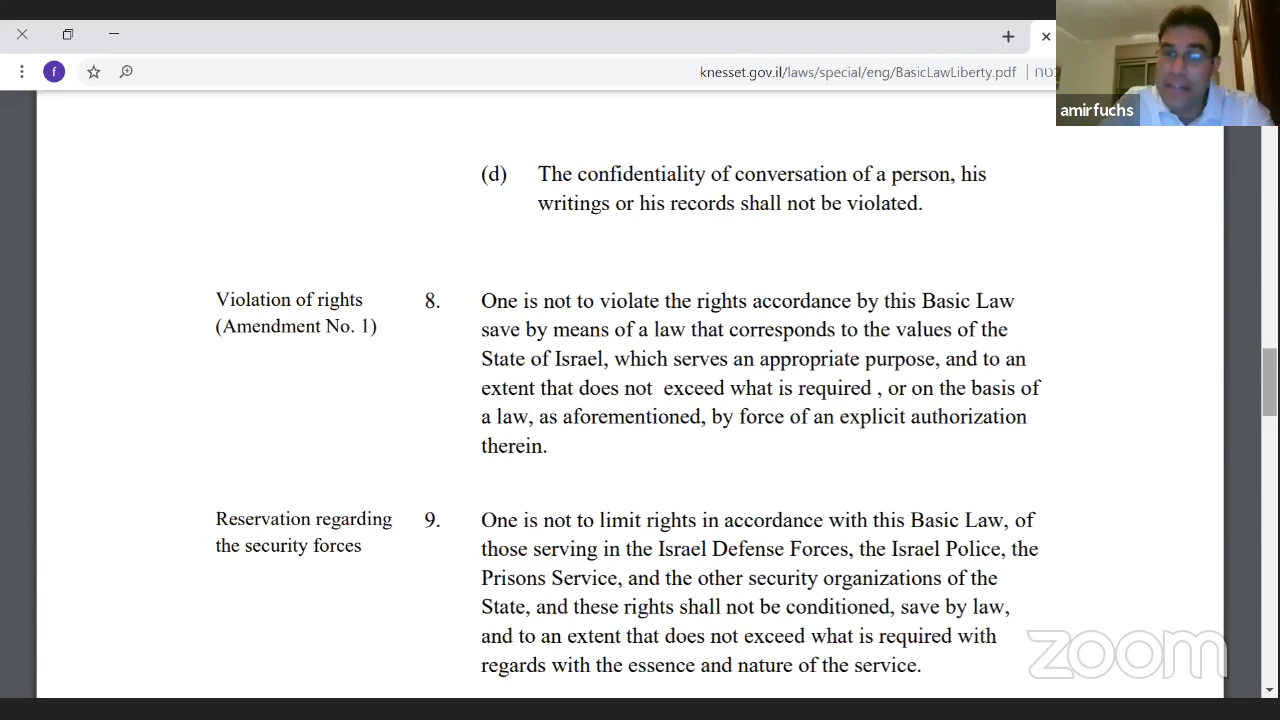 f
knesset.gov.il/laws/special/eng/BasicLawLiberty.pdf
amirfuchs
(d) The confidentiality of conversation of a person, his
writings or his records shall not be violated.
Violation of rights
(Amendment No. 1)
8. One is not to violate the rights accordance by this Basic Law
save by means of a law that corresponds to the values of the
State of Israel, which serves an appropriate purpose, and to an
extent that does not exceed what is required , or on the basis of
a law, as aforementioned, by force of an explicit authorization
therein.
Reservation regarding
the security forces
9. One is not to limit rights in accordance with this Basic Law, of
those serving in the Israel Defense Forces, the Israel Police, the
Prisons Service, and the other security organizations of the
State, and these rights shall not be conditioned, save by law,
and to an extent that does not exceed what is required with
regards with the essence and nature of the service.
zoom